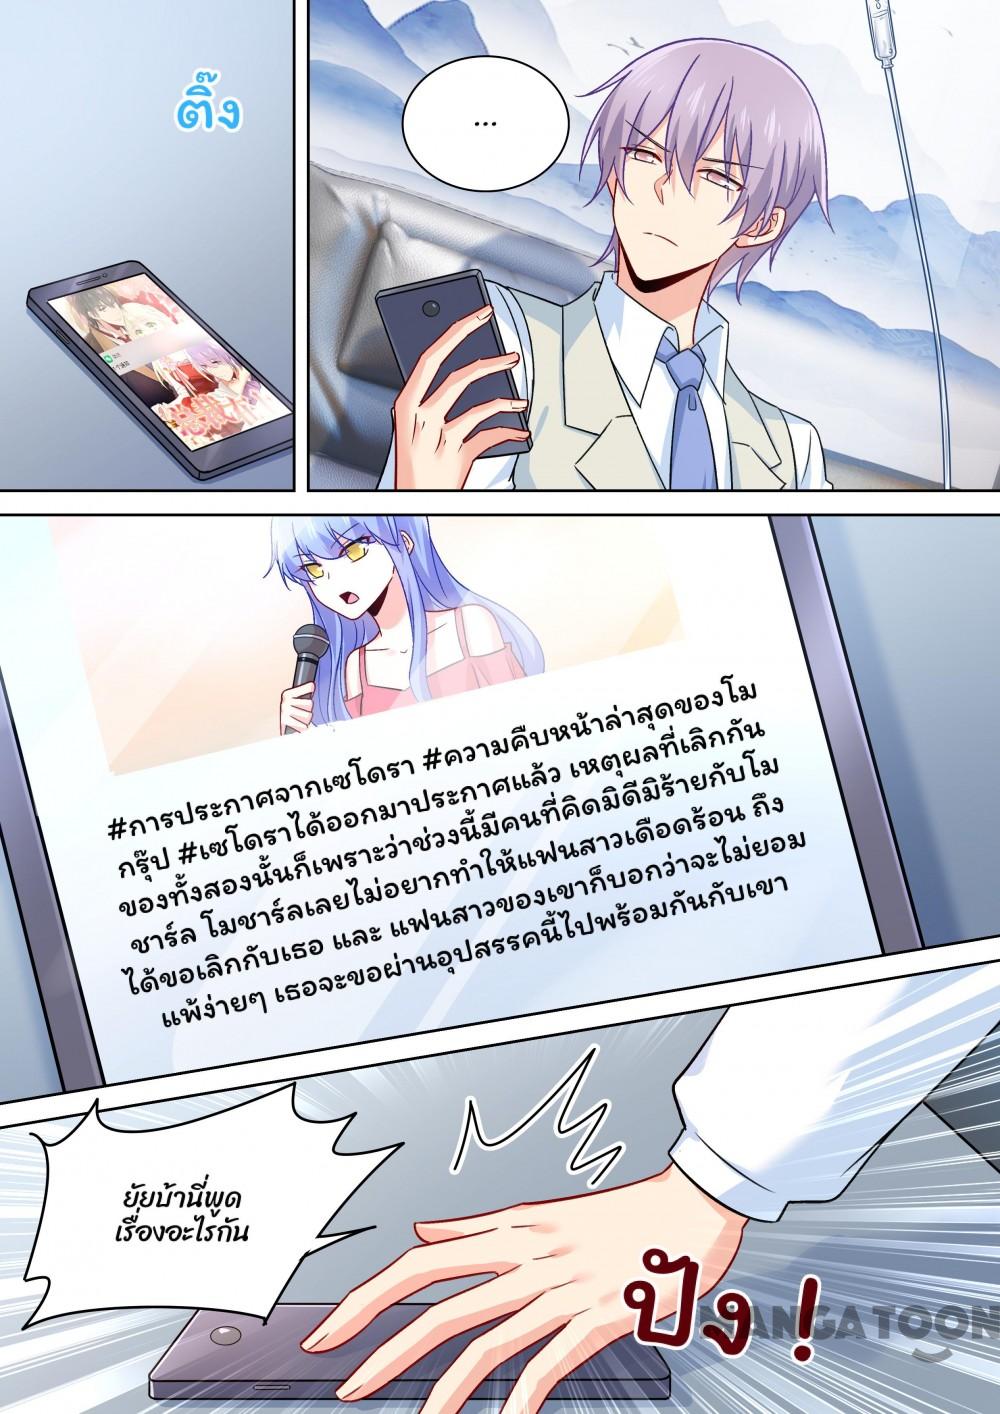 ติ๊ง
...
#การประกาศจากเซโดรา #ความคืบหน้าล่าสุดของโม
กรุ๊ป #เซโดราได้ออกมาประกาศแล้ว เหตุผลที่เลิกกัน
ของทั้งสองนั้นก็เพราะว่าช่วงนี้มีคนที่คิดมิดีมิร้ายกับโม
ชาร์ล โมชาร์ลเลยไม่อยากทำให้แฟนสาวเดือดร้อน ถึง
ได้ขอเลิกกับเธอ และ แฟนสาวของเขาก็บอกว่าจะไม่ยอม
แพ้ง่ายๆ เธอจะขอผ่านอุปสรรคนี้ไปพร้อมกันกับเขา
ยัยบ้านี่พูด
เรื่องอะไรกัน
ปัง!
MANGATOON